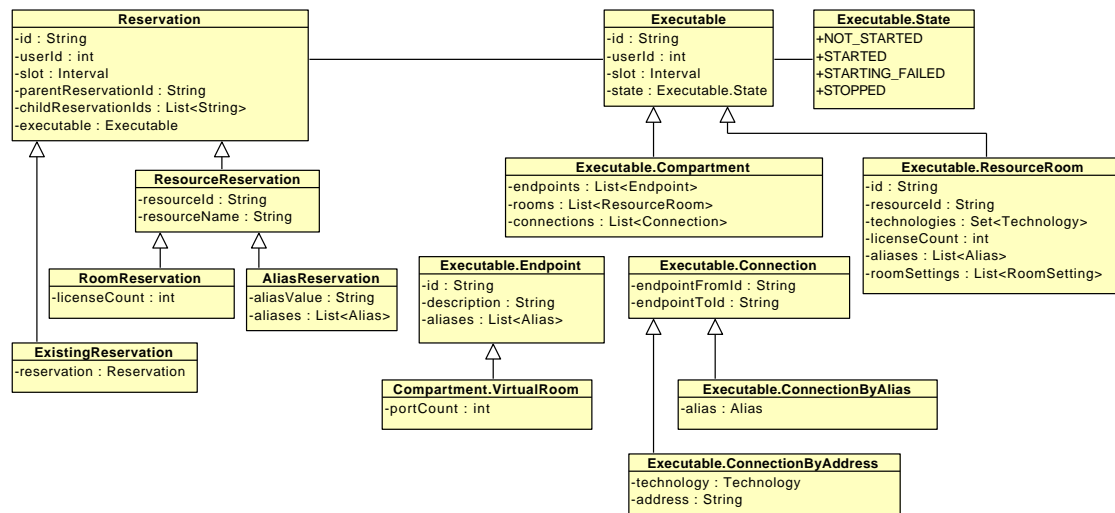 Reservation
-id : String
-userId : int
-slot : Interval
-parentReservationId : String
-childReservationIds : List<String>
-executable : Executable
Executable
-id : String
-userId : int
-slot : Interval
-state : Executable.State
Executable.State
+NOT_STARTED
+STARTED
+STARTING_FAILED
+STOPPED
ResourceReservation
-resourceId : String
-resourceName : String
Executable.Compartment
-endpoints : List<Endpoint>
-rooms : List<ResourceRoom>
-connections : List<Connection>
Executable.ResourceRoom
-id : String
-resourceId : String
-technologies : Set<Technology>
-licenseCount : int
-aliases : List<Alias>
-roomSettings : List<RoomSetting>
RoomReservation
-licenseCount : int
AliasReservation
-aliasValue : String
-aliases : List<Alias>
Executable.Endpoint
-id : String
-description : String
-aliases : List<Alias>
Executable.Connection
-endpointFromId : String
-endpointToId : String
ExistingReservation
-reservation : Reservation
Compartment.VirtualRoom
-portCount : int
Executable.ConnectionByAlias
-alias : Alias
Executable.ConnectionByAddress
-technology : Technology
-address : String